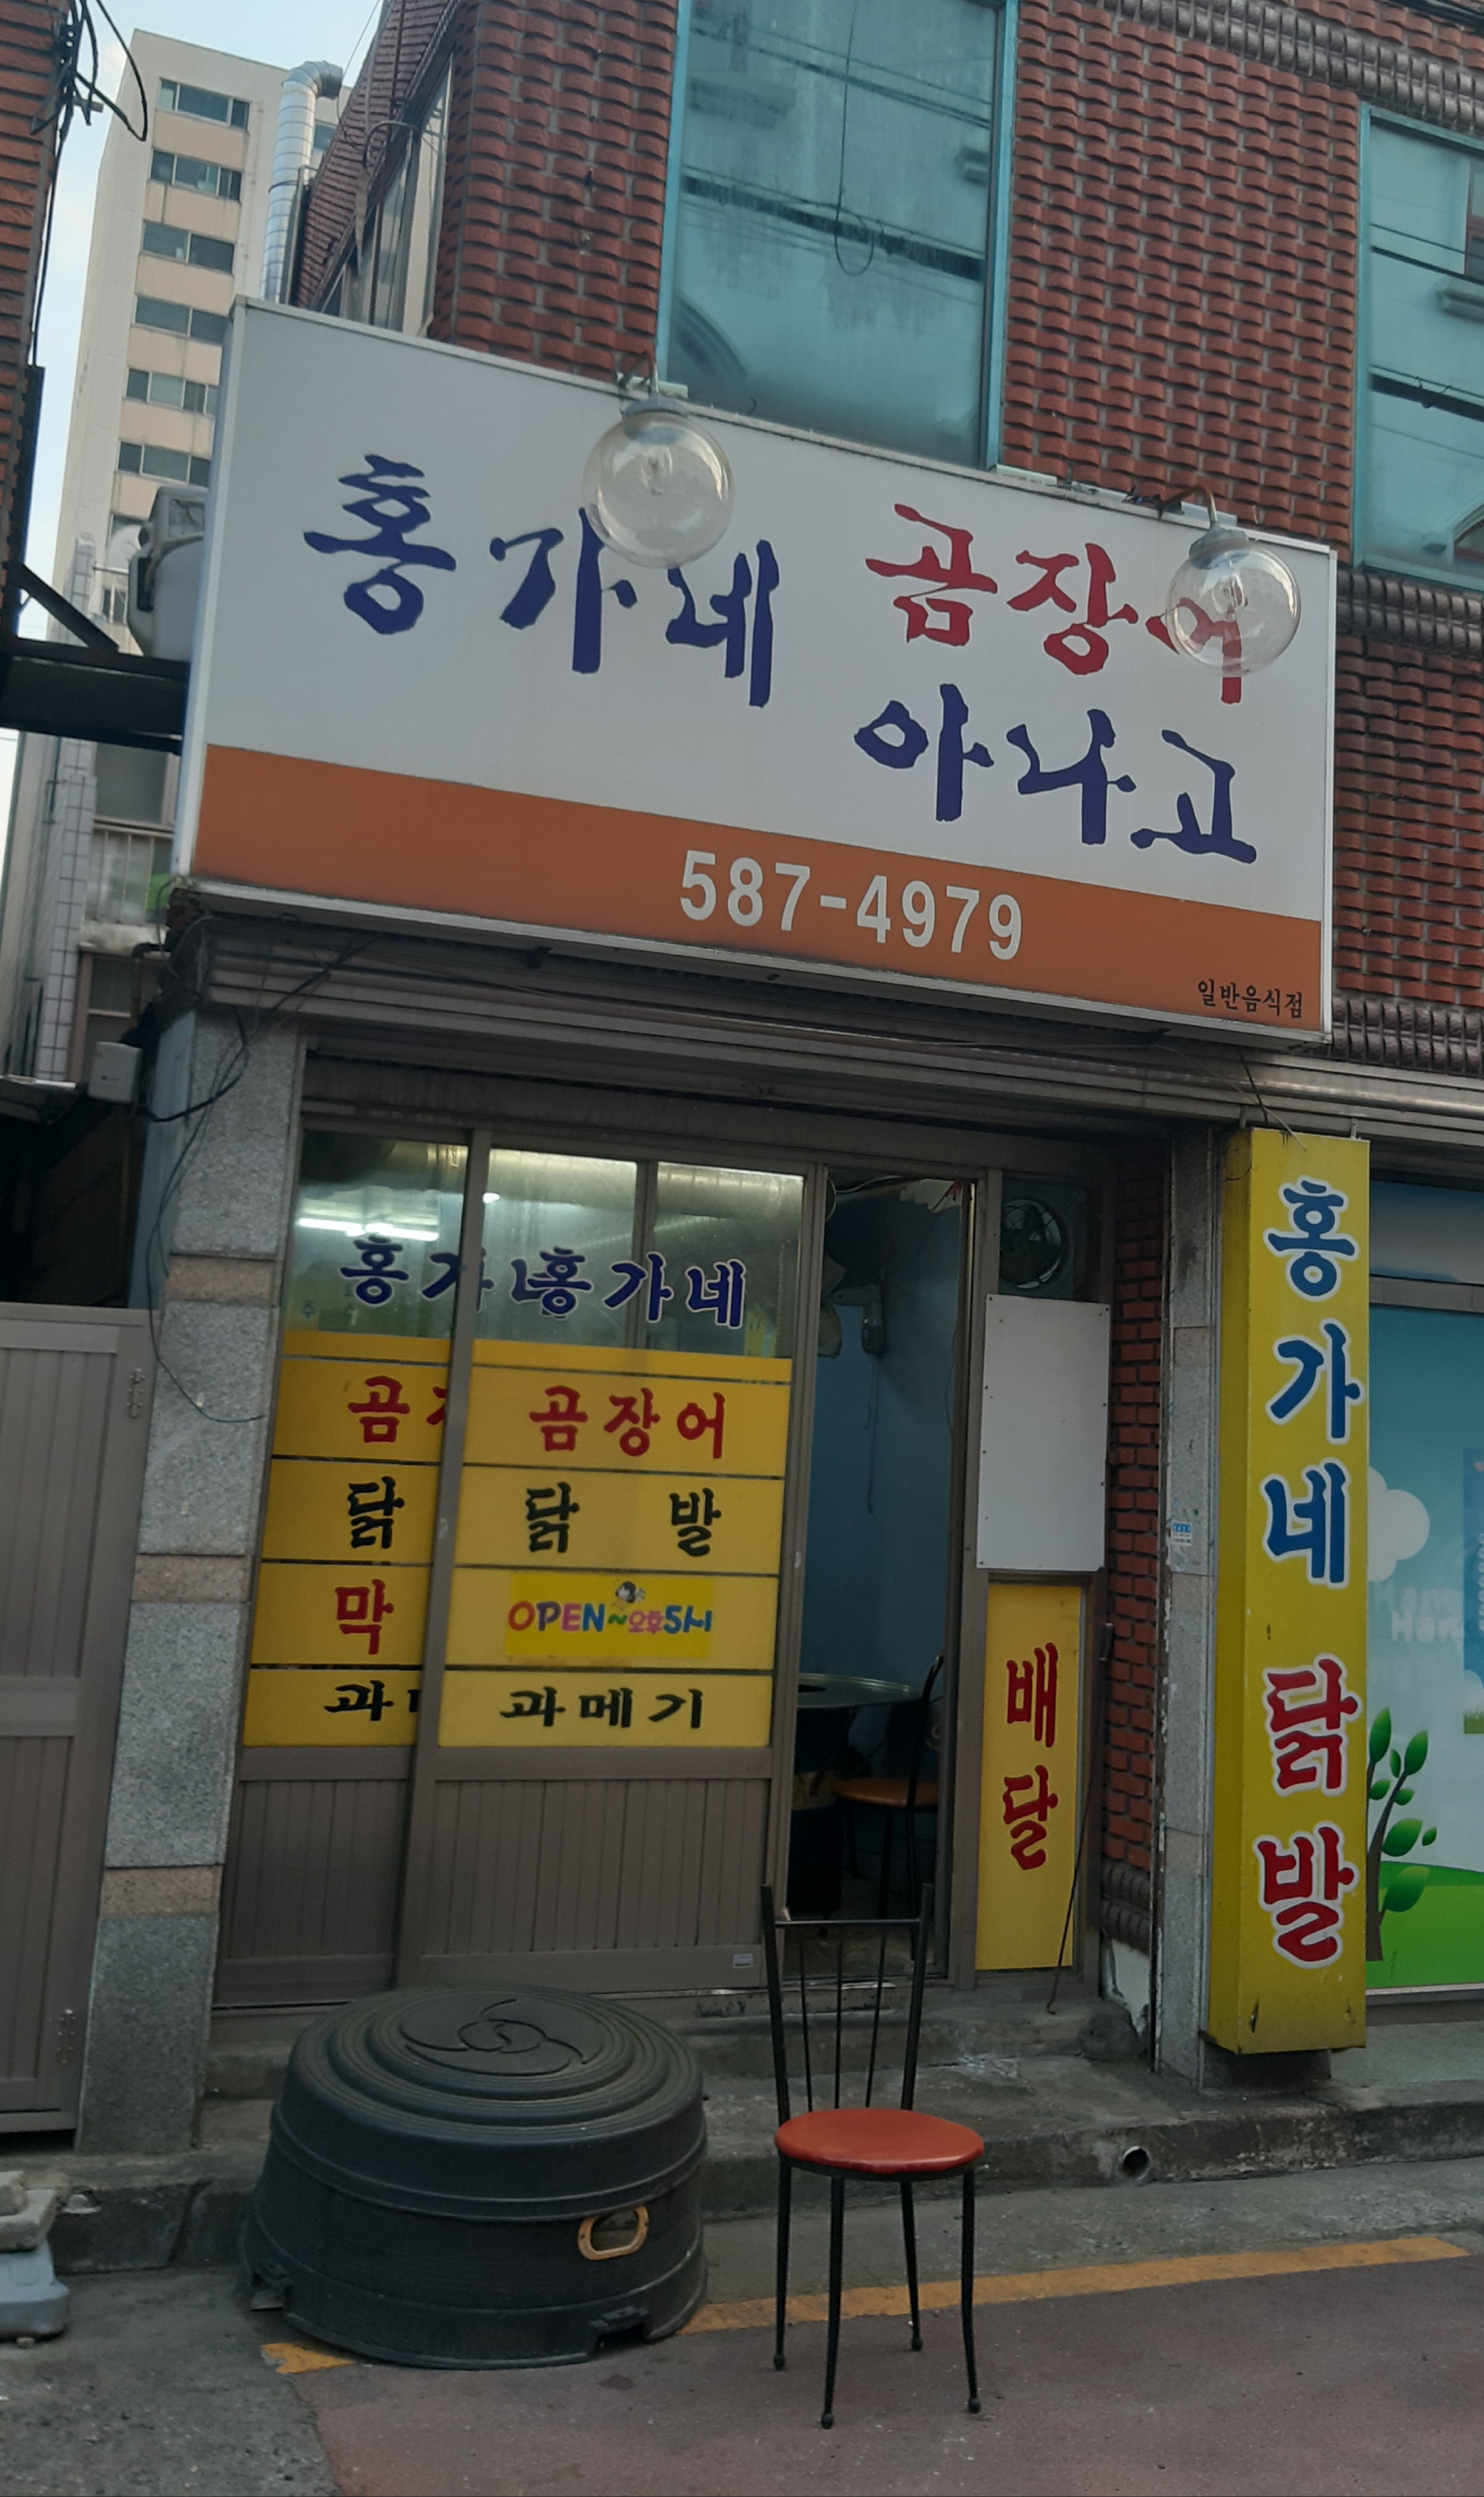 홍가네 곰장어
아나고
587-4979
일반음식점
홍가네
곰장어
닭 발
OPEN~오후5시
과메기
홍가
곰
닭
막
과
배달
홍가네 닭발